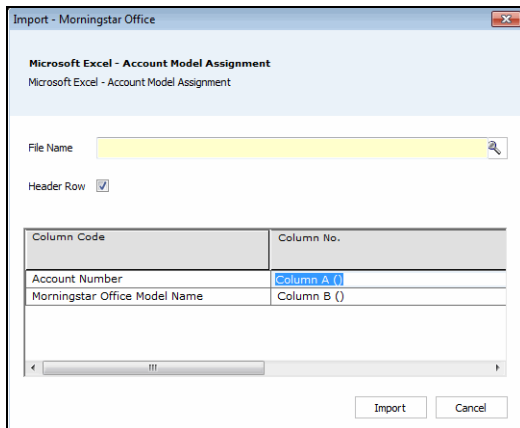 Import - Morningstar Office
Microsoft Excel - Account Model Assignment
Microsoft Excel - Account Model Assignment
File Name
Header Row
Column Code Column No.
Account Number Column A ()
Morningstar Office Model Name Column B ()
Import Cancel